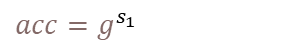 acc = g^{s_1}